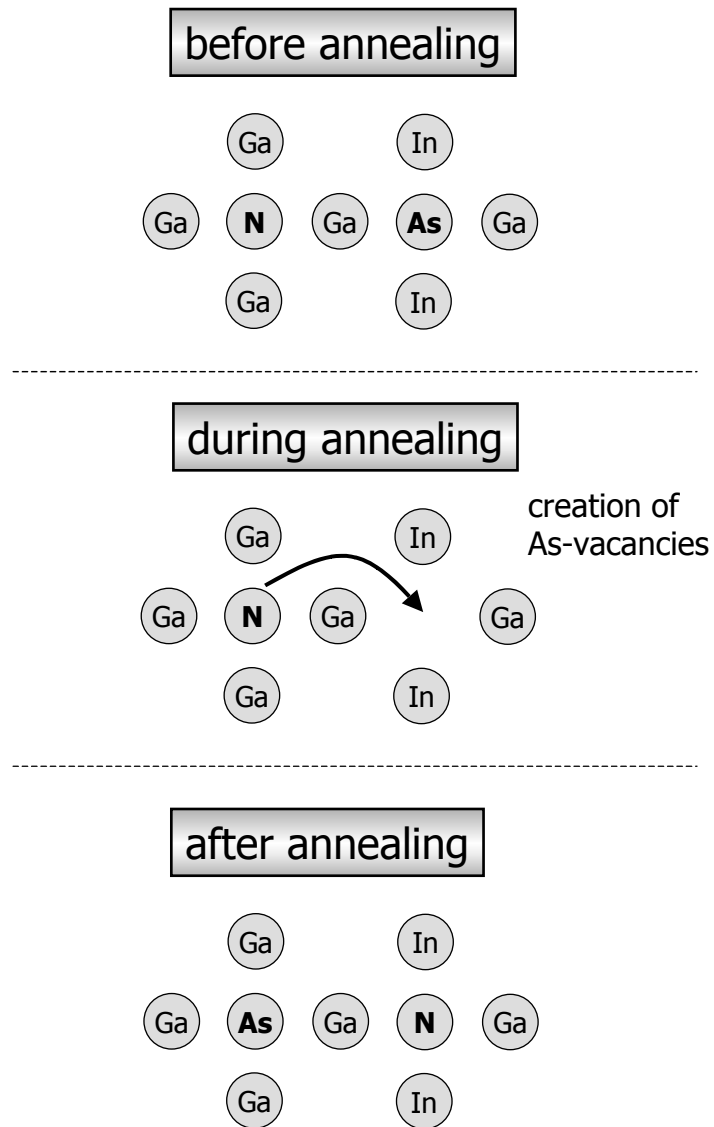 before annealing
Ga In
Ga N Ga As Ga
Ga In
during annealing
creation of
As-vacancies
Ga In
Ga N Ga Ga
Ga In
after annealing
Ga In
Ga As Ga N Ga
Ga In